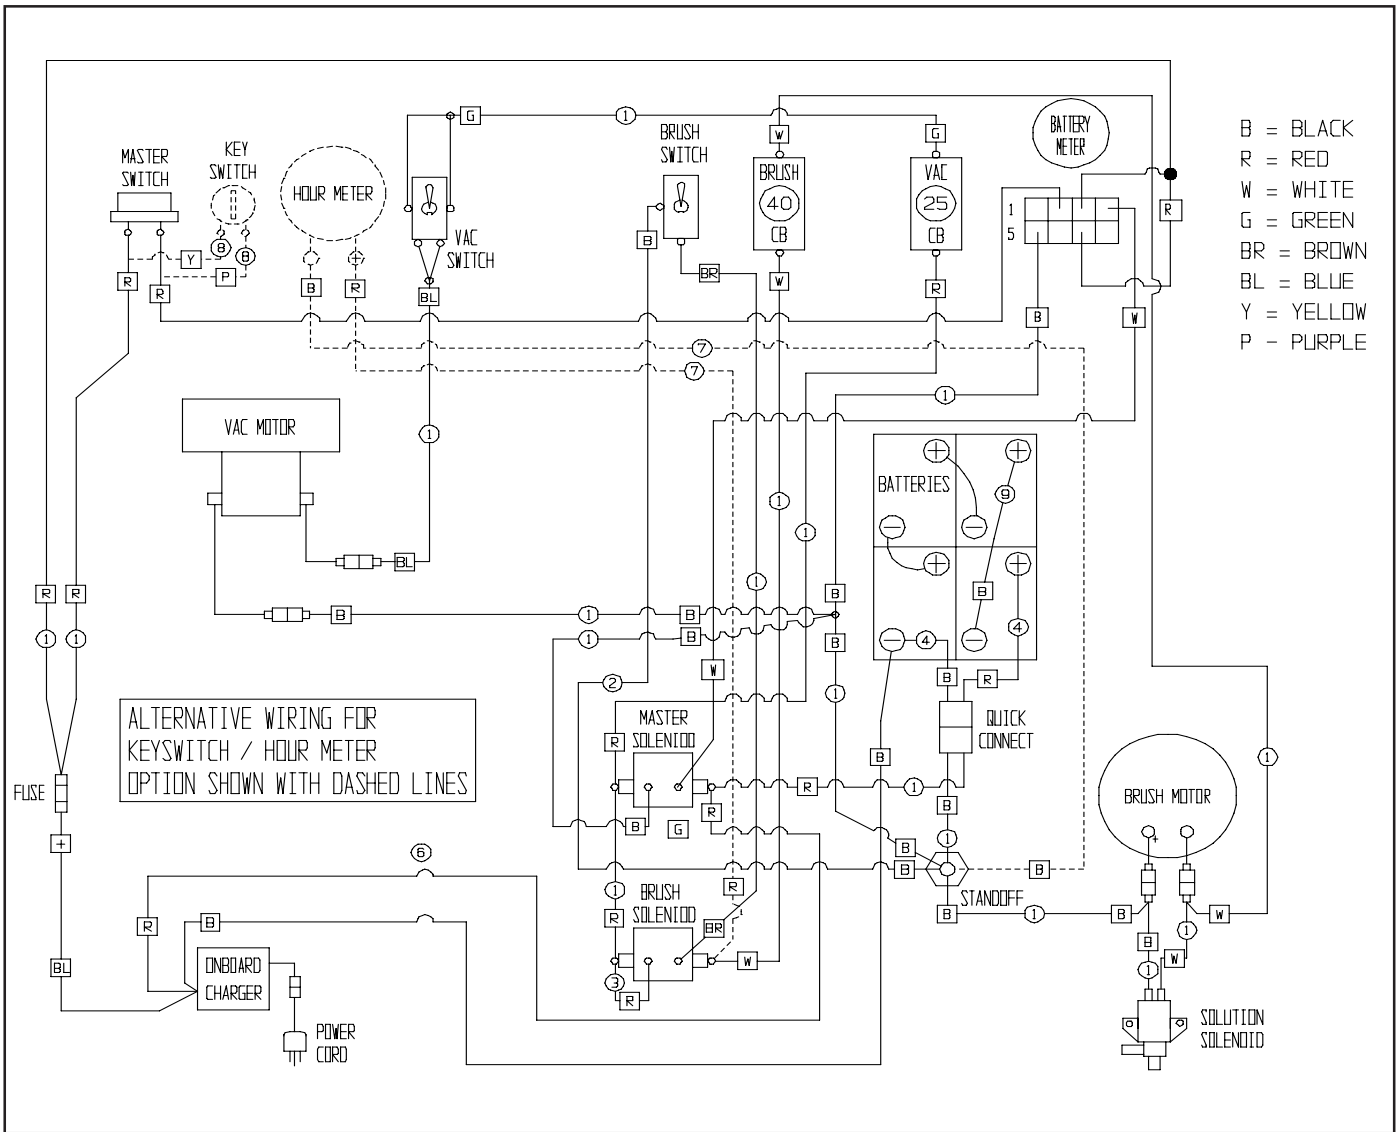 BATTERY
METER
B = BLACK
R = RED
W = WHITE
G = GREEN
BR = BROWN
BL = BLUE
Y = YELLOW
P - PURPLE
G
1
W
G
BRUSH
SWITCH
KEY
SWITCH
MASTER
SWITCH
HOUR METER
BRUSH
40
CB
VAC
25
CB
1
5
R
VAC
SWITCH
B
8
8
Y
P
BR
R
R
B
R
BL
W
R
B
W
7
7
1
VAC MOTOR
1
BATTERIES
9
1
1
BL
1
R
R
B
B
B
1
B
1
B
B
1
1
4
4
W
B
R
2
1
ALTERNATIVE WIRING FOR
KEYSWITCH / HOUR METER
OPTION SHOWN WITH DASHED LINES
MASTER
SOLENIOD
R
QUICK
CONNECT
B
1
FUSE
R
1
BRUSH MOTOR
B
R
B
G
+
+
1
B
6
B
B
STANDOFF
R
1
BRUSH
SOLENIOD
R
B
R
BR
B
1
B
W
1
B
W
W
BL
ONBOARD
CHARGER
1
3
R
POWER
CORD
SOLUTION
SOLENOID